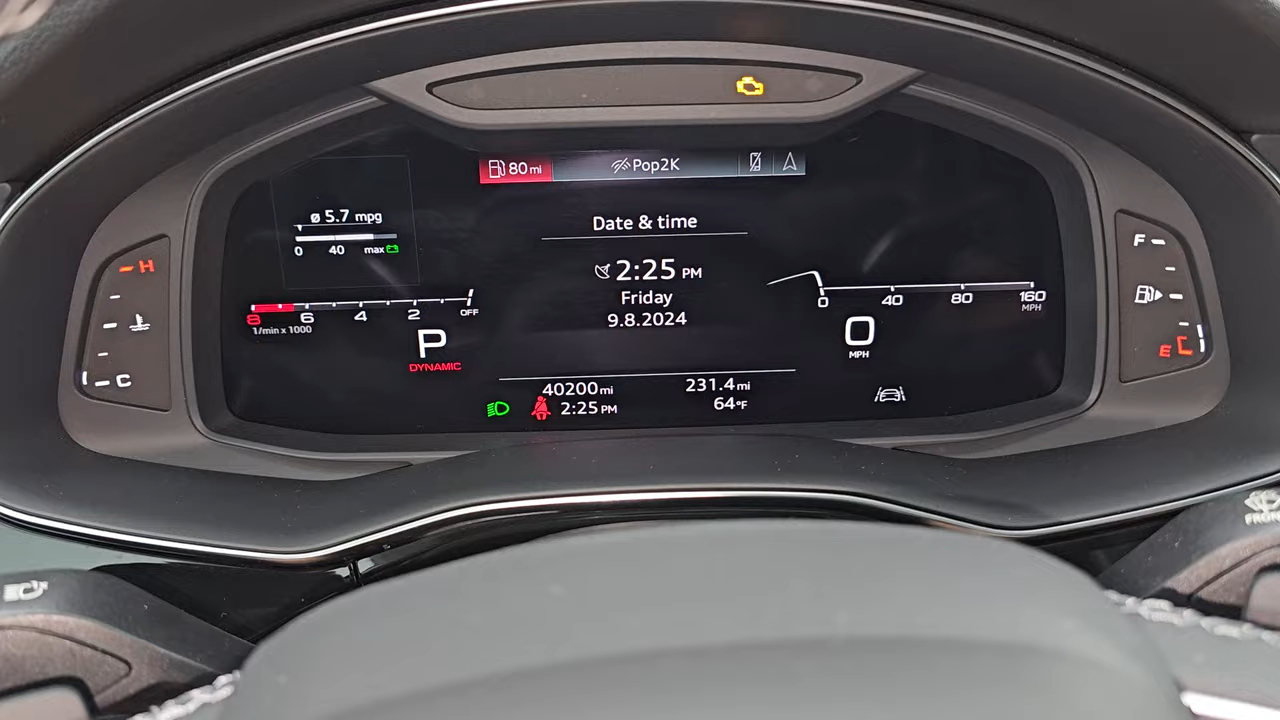 80 mi
Pop2K
Date & time
ø 5.7 mpg
0 40 max
2:25 PM
Friday
9.8.2024
H
C
8 6 4 2 OFF
1/min x 1000
P
DYNAMIC
0 40 80 160
MPH
0
MPH
F
E
40200 mi
231.4 mi
2:25 PM
64°F
FRONT